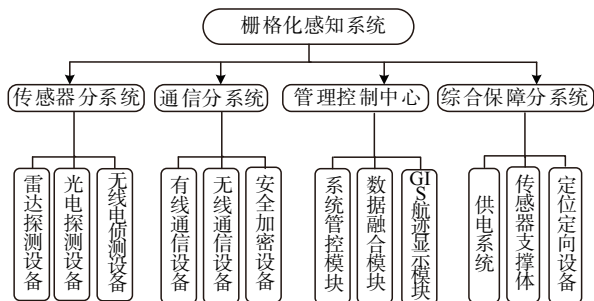 栅格化感知系统
传感器分系统
通信分系统
管理控制中心
综合保障分系统
雷达探测设备
光电探测设备
无线电侦测设备
有线通信设备
无线通信设备
安全加密设备
系统管控模块
数据融合模块
GIS航迹显示模块
供电系统
传感器支撑体
定位定向设备